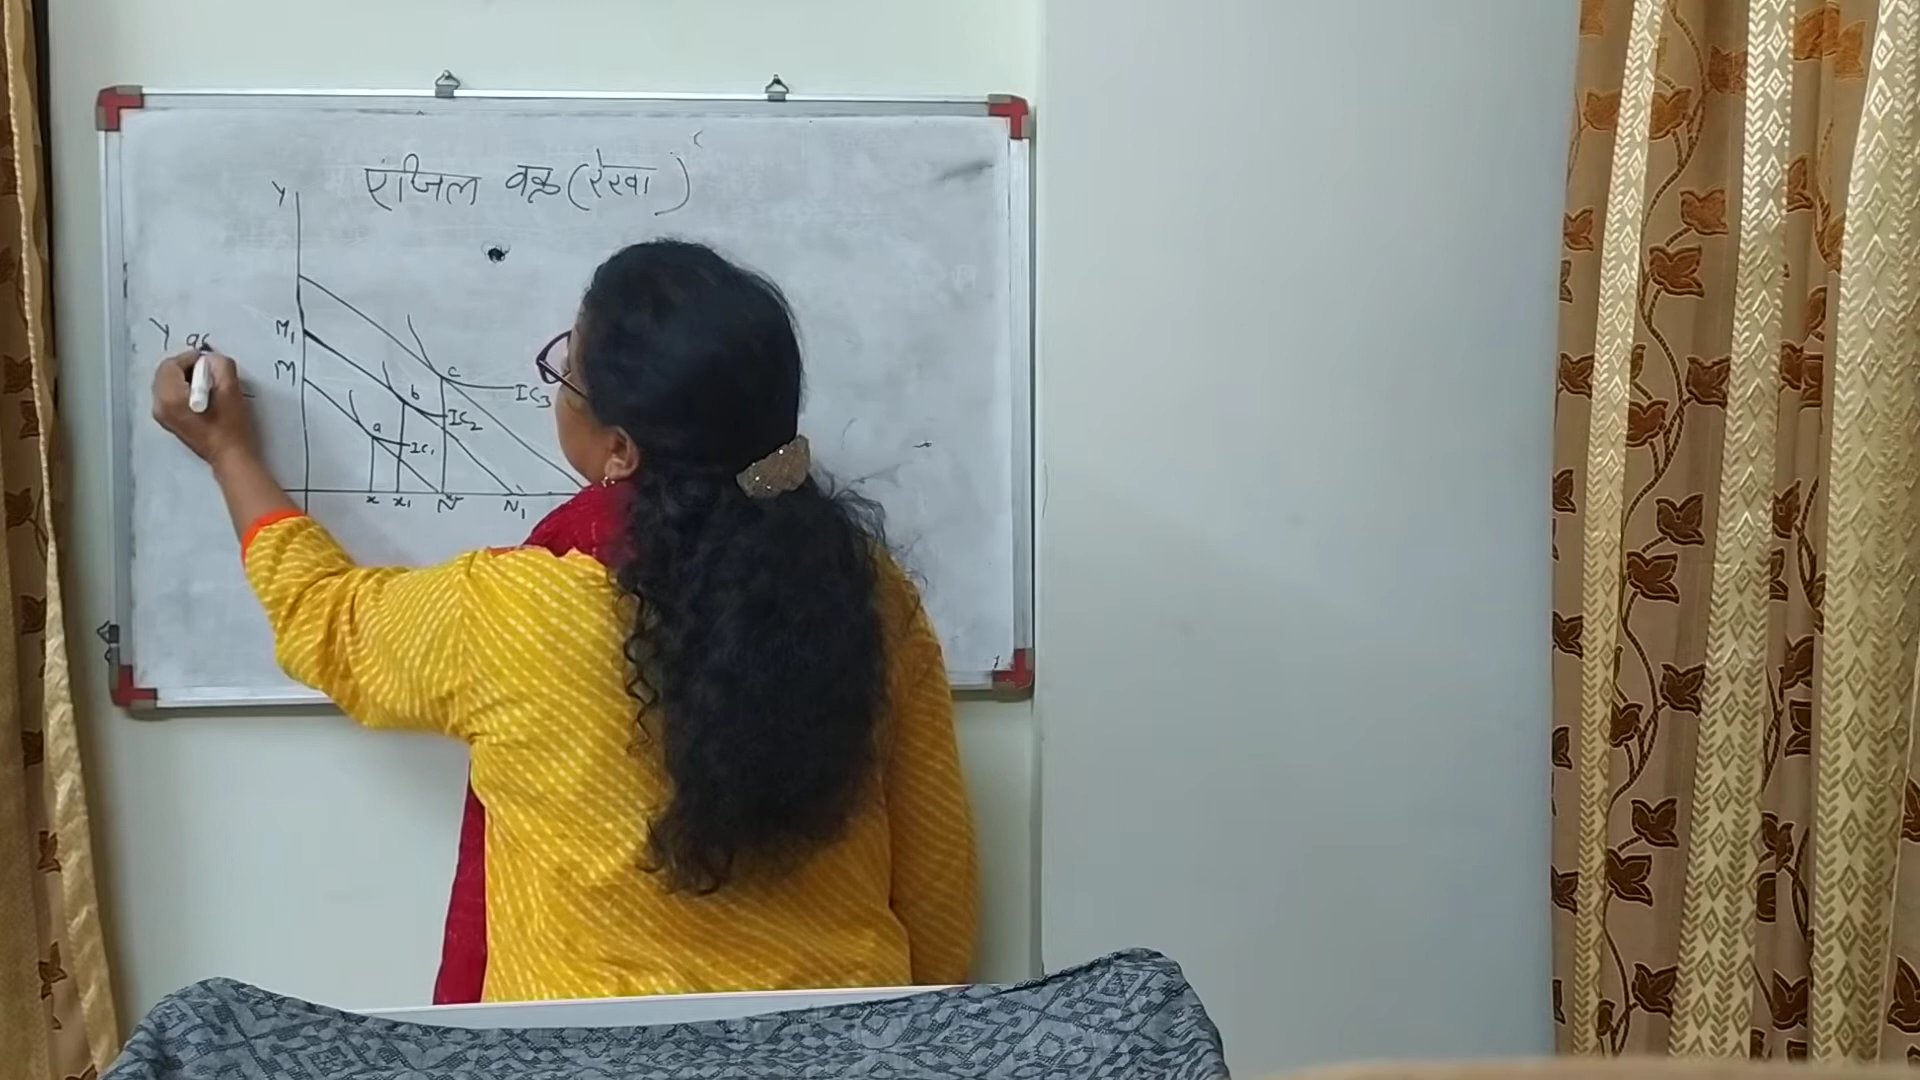 एंजिल वक्र (रेखा)
Y
Y
M₁
M
c
IC₃
b
IC₂
a
IC₁
x x₁ N N₁